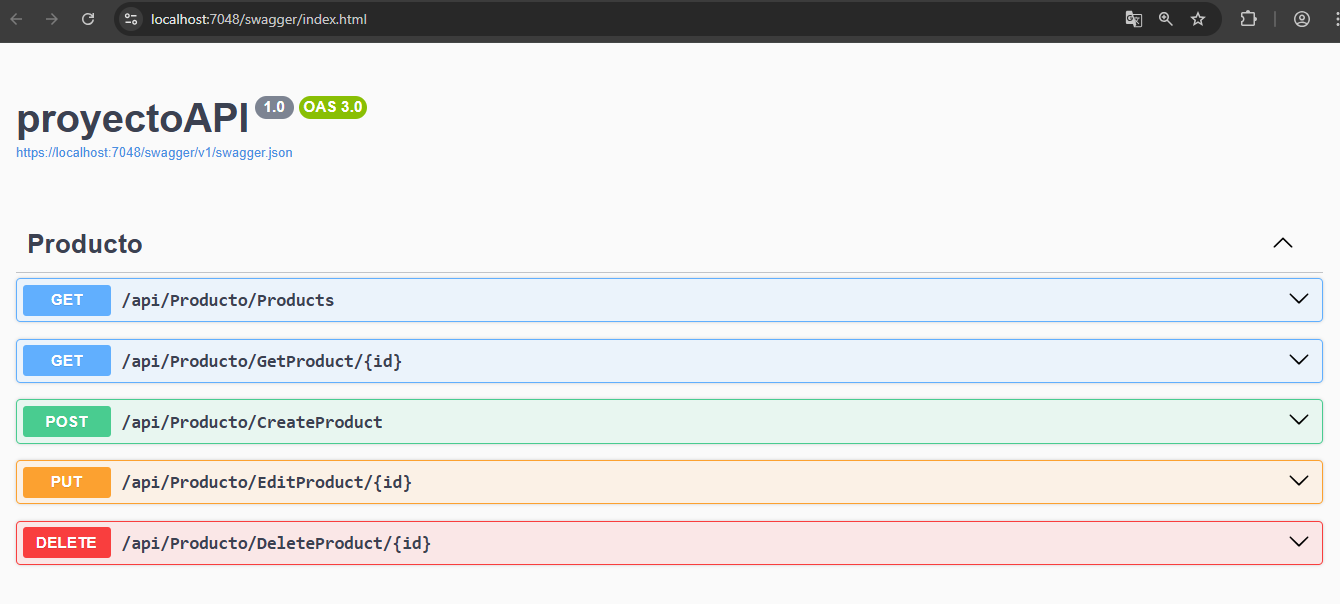 localhost:7048/swagger/index.html
proyectoAPI 1.0 OAS 3.0
https://localhost:7048/swagger/v1/swagger.json
Producto
GET /api/Producto/Products
GET /api/Producto/GetProduct/{id}
POST /api/Producto/CreateProduct
PUT /api/Producto/EditProduct/{id}
DELETE /api/Producto/DeleteProduct/{id}